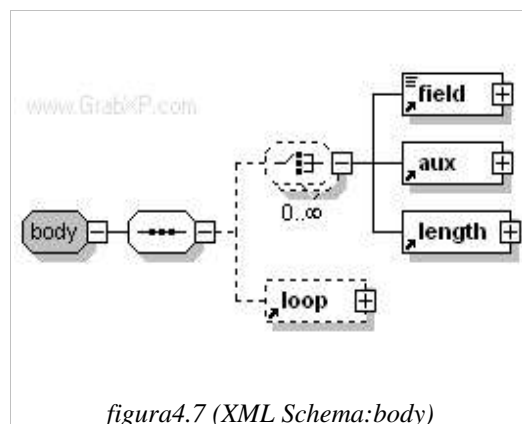 www.GrabXP.com
field
aux
0..∞
body
length
loop
figura4.7 (XML Schema:body)